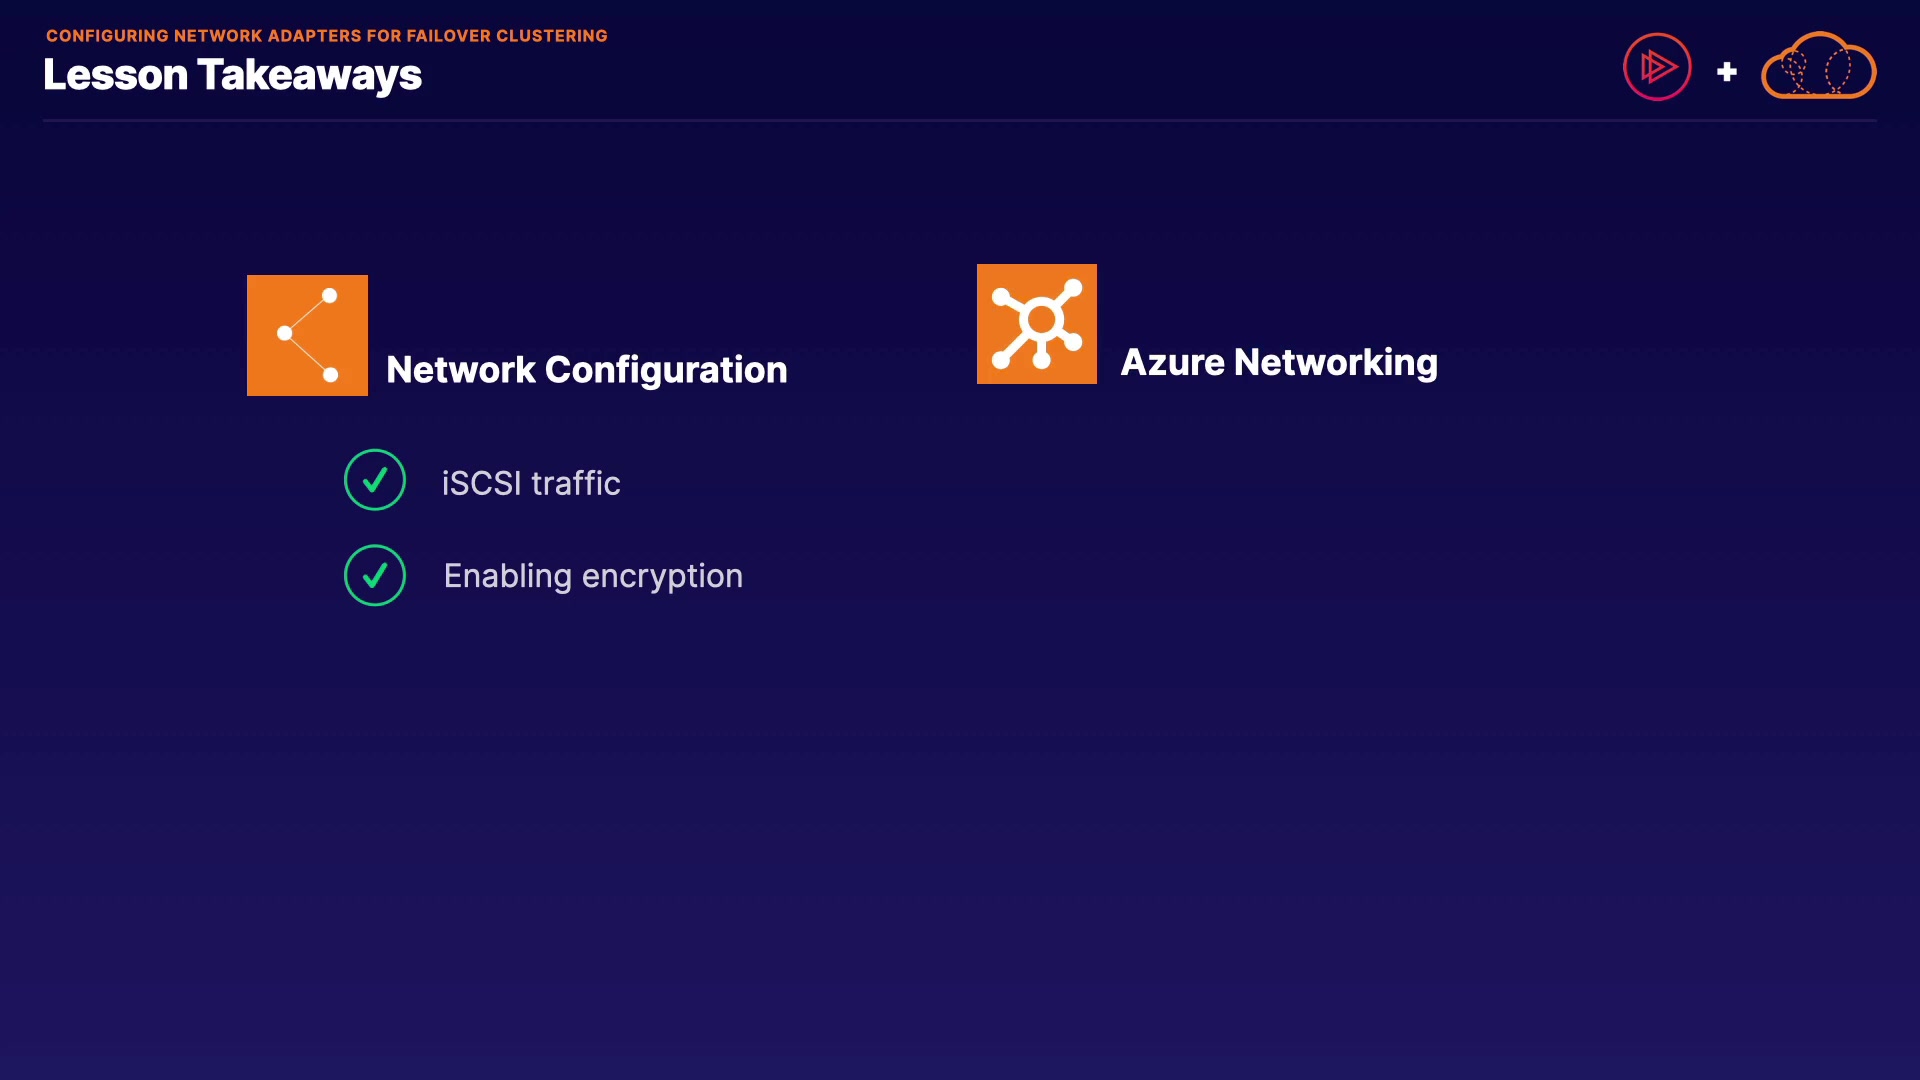 CONFIGURING NETWORK ADAPTERS FOR FAILOVER CLUSTERING
Lesson Takeaways
Network Configuration
iSCSI traffic
Enabling encryption
Azure Networking